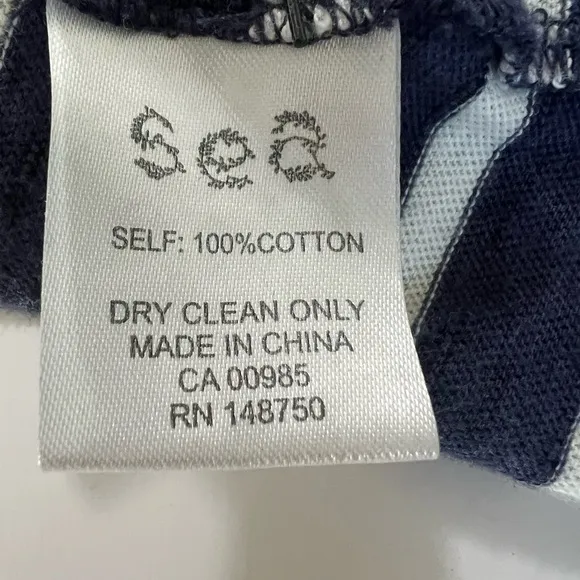 Sea
SELF: 100%COTTON
DRY CLEAN ONLY
MADE IN CHINA
CA 00985
RN 148750